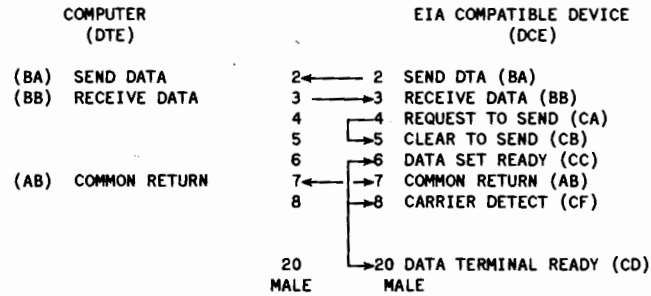 COMPUTER EIA COMPATIBLE DEVICE
(DTE) (DCE)
(BA) SEND DATA 2 2 SEND DTA (BA)
(BB) RECEIVE DATA 3 3 RECEIVE DATA (BB)
4 4 REQUEST TO SEND (CA)
5 5 CLEAR TO SEND (CB)
6 6 DATA SET READY (CC)
(AB) COMMON RETURN 7 7 COMMON RETURN (AB)
8 8 CARRIER DETECT (CF)
20 20 DATA TERMINAL READY (CD)
MALE MALE